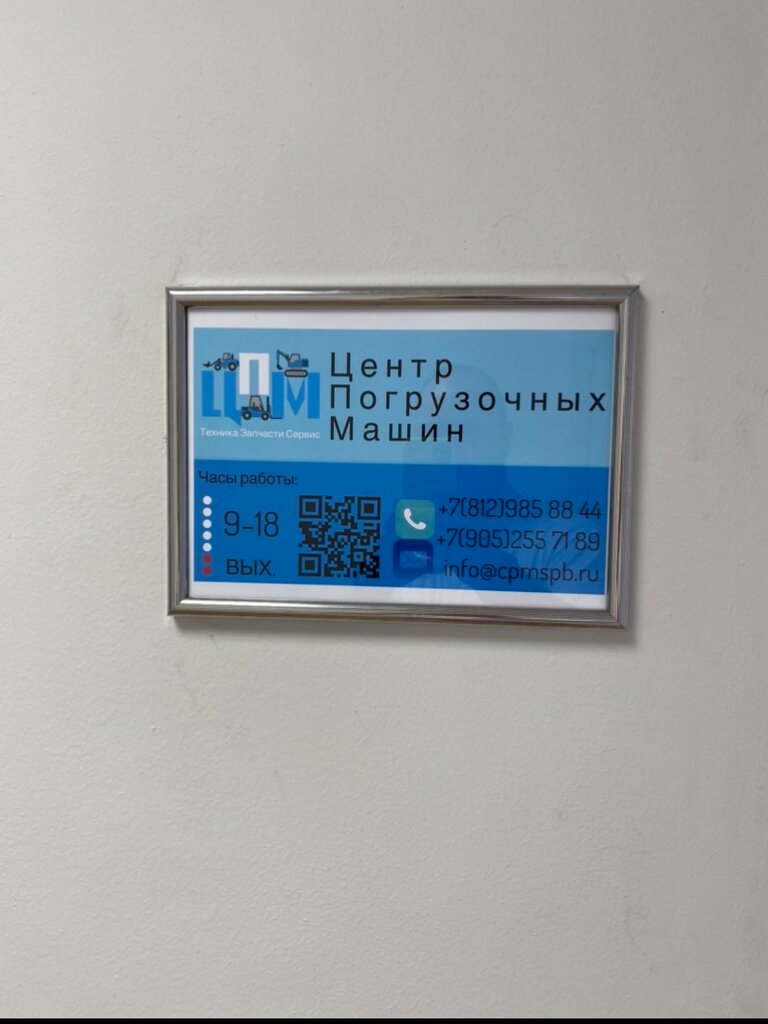 ЦПМ
Техника Запчасти Сервис
Центр
Погрузочных
Машин
Часы работы:
9-18
вых.
+7(812)985 88 44
+7(905)255 71 89
info@cpmspb.ru